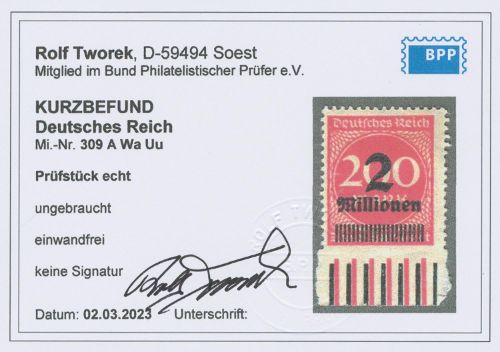 Rolf Tworek, D-59494 Soest
Mitglied im Bund Philatelistischer Prüfer e.V.
BPP
KURZBEFUND
Deutsches Reich
Mi.-Nr. 309 A Wa Uu
Prüfstück echt
ungebraucht
einwandfrei
keine Signatur
Datum: 02.03.2023 Unterschrift:
Deutsches Reich
200
2
Millionen